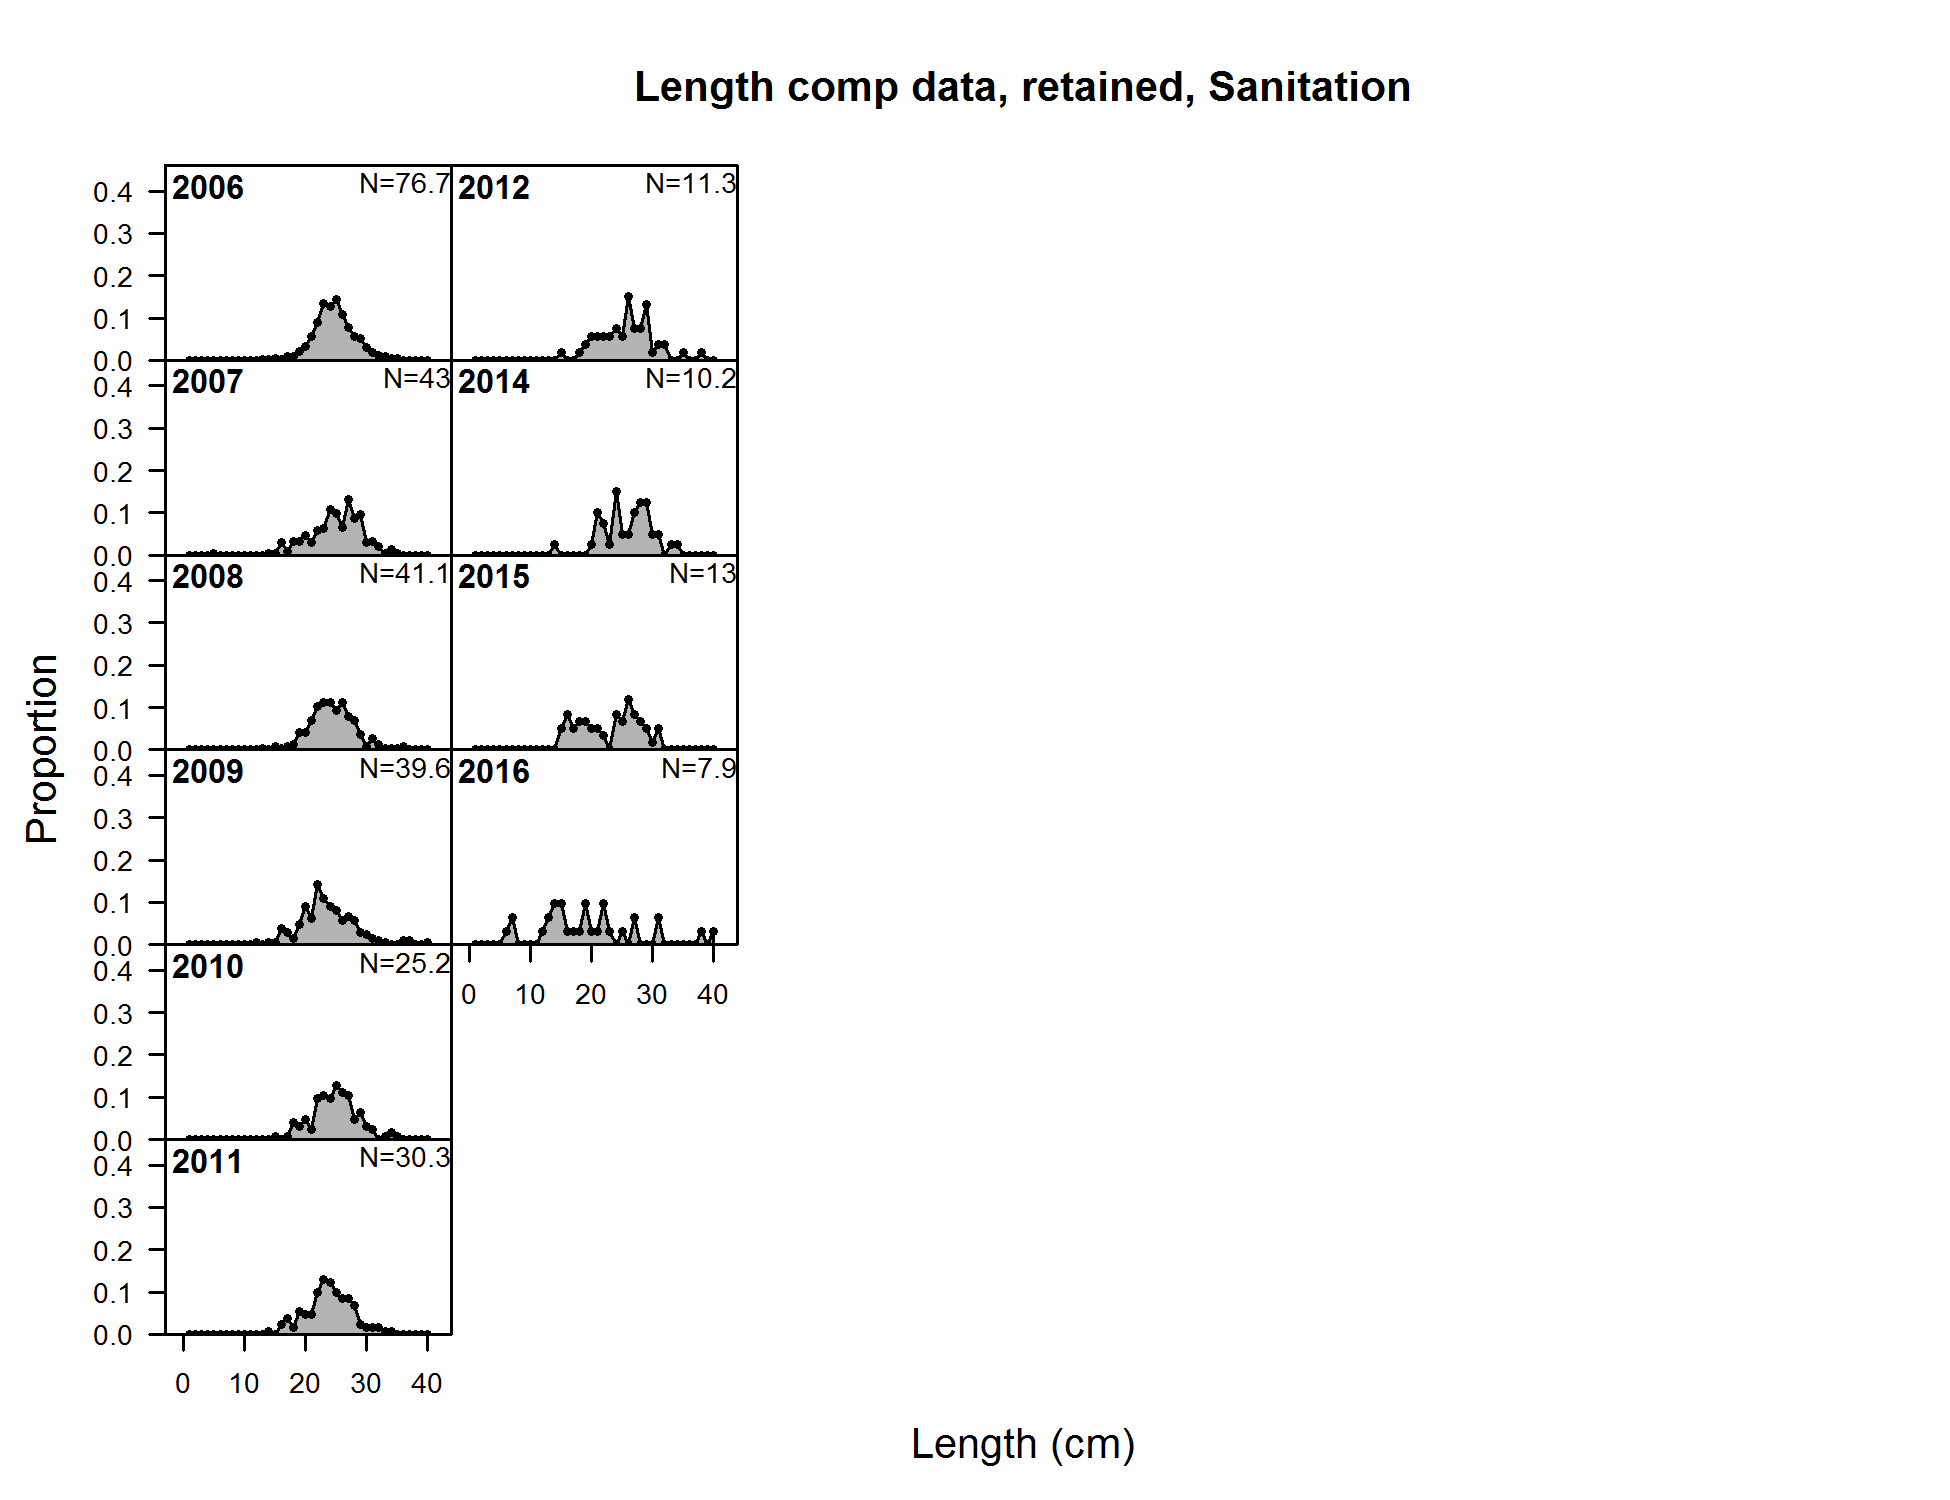 Length comp data, retained, Sanitation
Proportion
0.4
0.3
0.2
0.1
0.0
2006 N=76.7
0.4
0.3
0.2
0.1
0.0
2007 N=43
0.4
0.3
0.2
0.1
0.0
2008 N=41.1
0.4
0.3
0.2
0.1
0.0
2009 N=39.6
0.4
0.3
0.2
0.1
0.0
2010 N=25.2
0.4
0.3
0.2
0.1
0.0
2011 N=30.3
0 10 20 30 40
2012 N=11.3
2014 N=10.2
2015 N=13
2016 N=7.9
0 10 20 30 40
Length (cm)